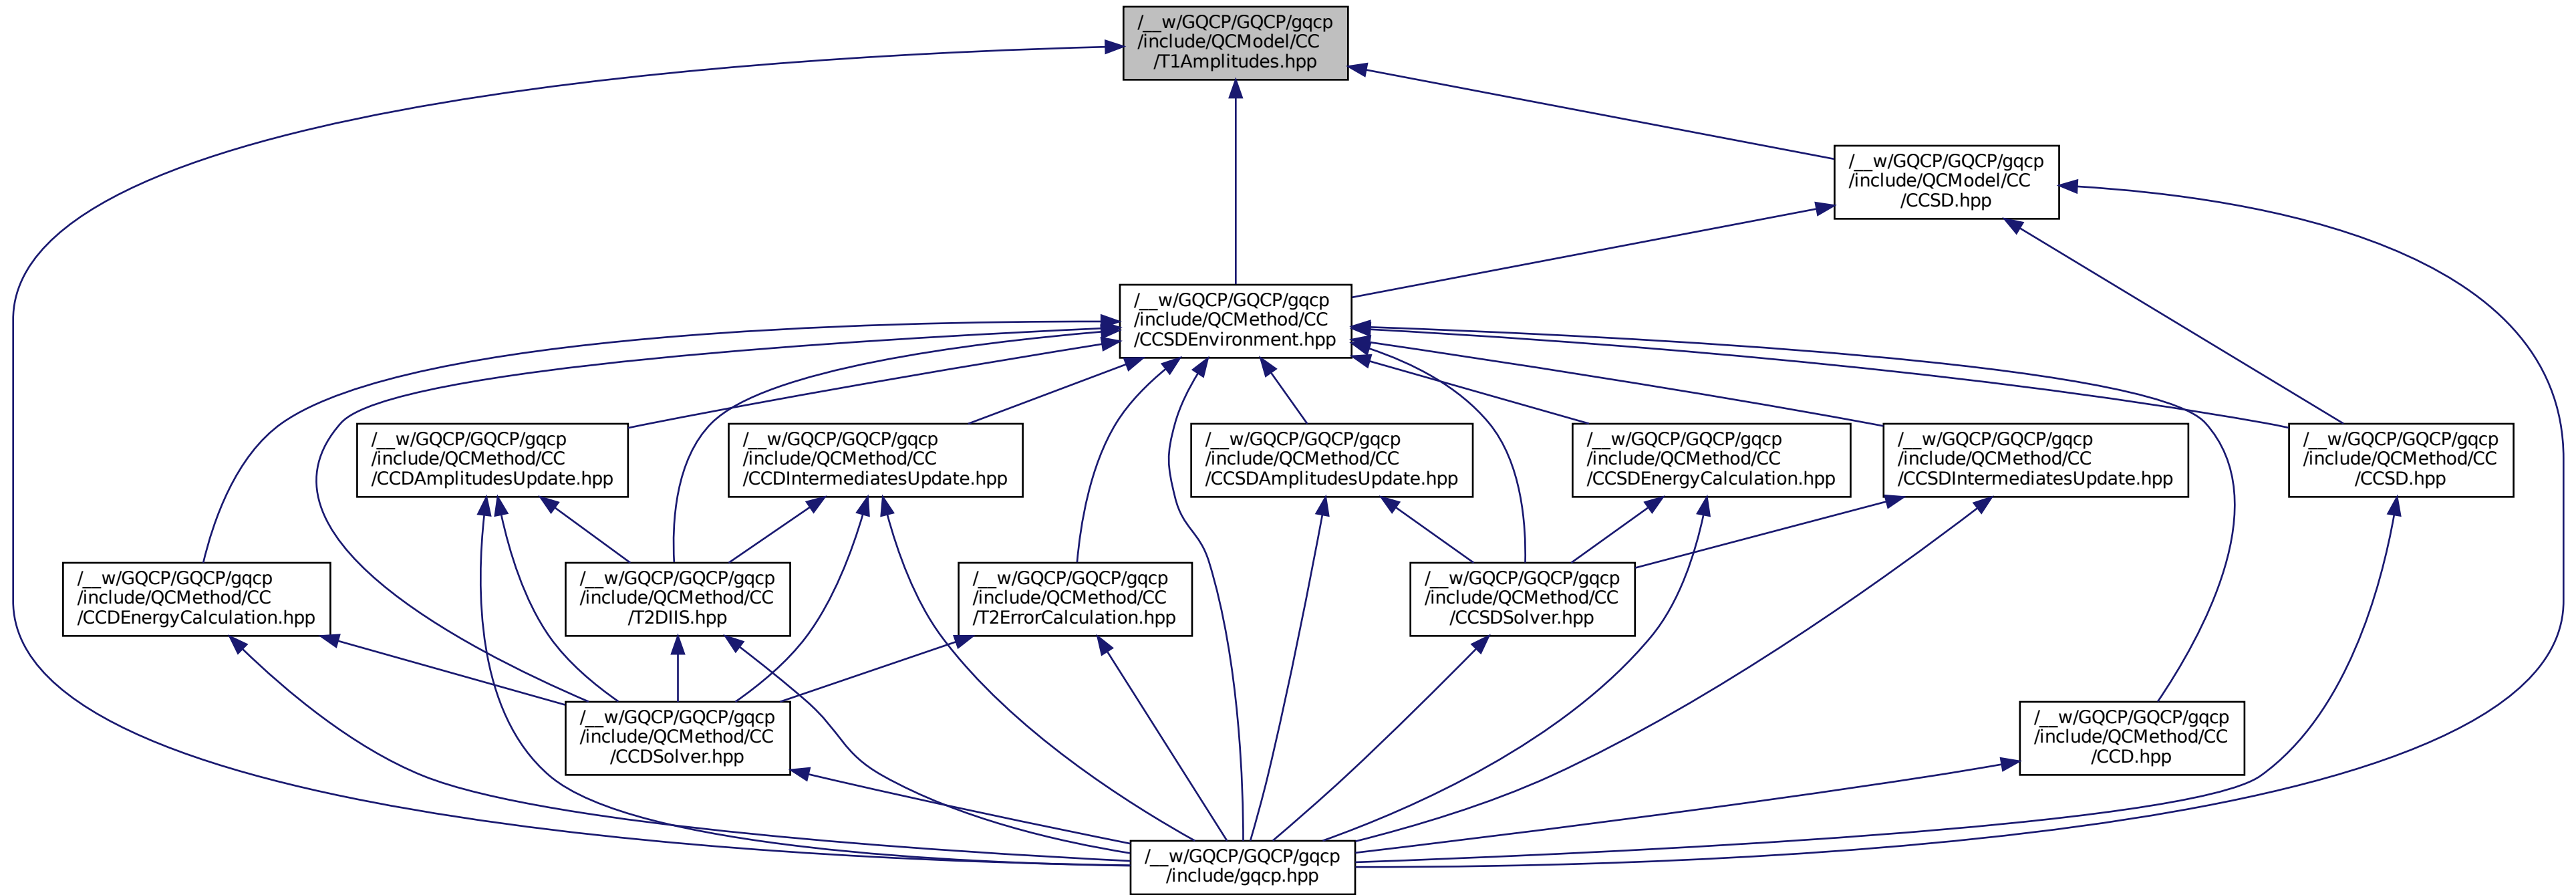 /__w/GQCP/GQCP/gqcp
/include/QCModel/CC
/T1Amplitudes.hpp
/__w/GQCP/GQCP/gqcp
/include/QCModel/CC
/CCSD.hpp
/__w/GQCP/GQCP/gqcp
/include/QCMethod/CC
/CCSDEnvironment.hpp
/__w/GQCP/GQCP/gqcp
/include/QCMethod/CC
/CCDAmplitudesUpdate.hpp
/__w/GQCP/GQCP/gqcp
/include/QCMethod/CC
/CCDIntermediatesUpdate.hpp
/__w/GQCP/GQCP/gqcp
/include/QCMethod/CC
/CCSDAmplitudesUpdate.hpp
/__w/GQCP/GQCP/gqcp
/include/QCMethod/CC
/CCSDEnergyCalculation.hpp
/__w/GQCP/GQCP/gqcp
/include/QCMethod/CC
/CCSDIntermediatesUpdate.hpp
/__w/GQCP/GQCP/gqcp
/include/QCMethod/CC
/CCSD.hpp
/__w/GQCP/GQCP/gqcp
/include/QCMethod/CC
/CCDEnergyCalculation.hpp
/__w/GQCP/GQCP/gqcp
/include/QCMethod/CC
/T2DIIS.hpp
/__w/GQCP/GQCP/gqcp
/include/QCMethod/CC
/T2ErrorCalculation.hpp
/__w/GQCP/GQCP/gqcp
/include/QCMethod/CC
/CCSDSolver.hpp
/__w/GQCP/GQCP/gqcp
/include/QCMethod/CC
/CCDSolver.hpp
/__w/GQCP/GQCP/gqcp
/include/QCMethod/CC
/CCD.hpp
/__w/GQCP/GQCP/gqcp
/include/gqcp.hpp